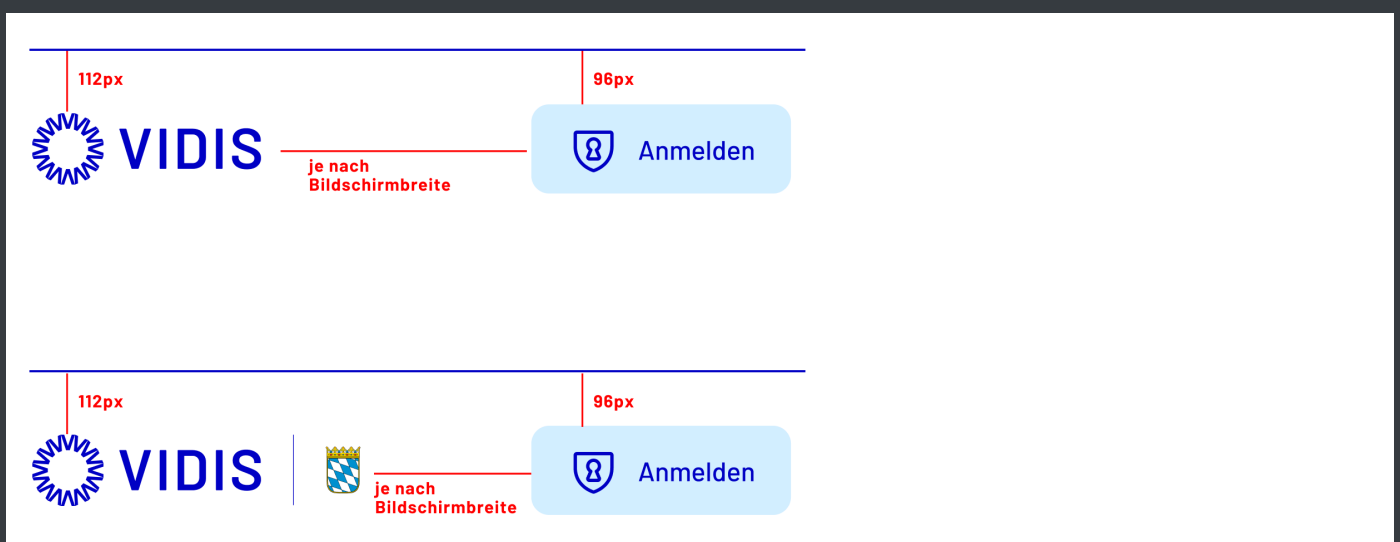 112px
96px
VIDIS
Anmelden
je nach
Bildschirmbreite
112px
96px
VIDIS
Anmelden
je nach
Bildschirmbreite